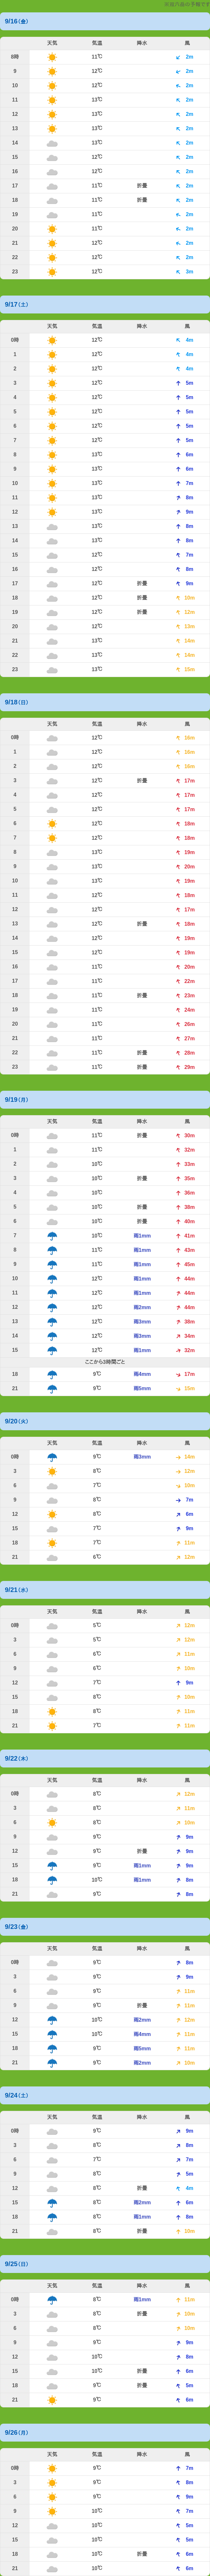 の予報です
9/16(金)
天気 気温 降水 風
8時 11℃ 2m
9 12℃ 2m
10 12℃ 2m
11 13℃ 2m
12 13℃ 2m
13 13℃ 2m
14 13℃ 2m
15 12℃ 2m
16 12℃ 2m
17 11℃ 折畳 2m
18 11℃ 折畳 2m
19 11℃ 2m
20 11℃ 2m
21 12℃ 2m
22 12℃ 2m
23 12℃ 3m
9/17(土)
天気 気温 降水 風
0時 12℃ 4m
1 12℃ 4m
2 12℃ 4m
3 12℃ 5m
4 12℃ 5m
5 12℃ 5m
6 12℃ 5m
7 12℃ 5m
8 13℃ 6m
9 13℃ 6m
10 13℃ 7m
11 13℃ 8m
12 13℃ 9m
13 13℃ 8m
14 13℃ 8m
15 12℃ 7m
16 12℃ 8m
17 12℃ 折畳 9m
18 13℃ 折畳 10m
19 12℃ 折畳 12m
20 12℃ 13m
21 13℃ 14m
22 12℃ 14m
23 13℃ 15m
9/18(日)
天気 気温 降水 風
0時 12℃ 16m
1 12℃ 16m
2 12℃ 16m
3 12℃ 折畳 17m
4 12℃ 17m
5 12℃ 17m
6 12℃ 18m
7 12℃ 18m
8 13℃ 19m
9 13℃ 20m
10 13℃ 19m
11 12℃ 18m
12 12℃ 17m
13 12℃ 折畳 18m
14 12℃ 19m
15 12℃ 19m
16 11℃ 20m
17 11℃ 22m
18 11℃ 折畳 23m
19 11℃ 24m
20 11℃ 26m
21 11℃ 27m
22 11℃ 折畳 28m
23 11℃ 折畳 29m
9/19(月)
天気 気温 降水 風
0時 11℃ 折畳 30m
1 11℃ 32m
2 10℃ 33m
3 10℃ 折畳 35m
4 10℃ 36m
5 10℃ 折畳 38m
6 10℃ 折畳 40m
7 10℃ 雨1mm 41m
8 11℃ 雨1mm 43m
9 11℃ 雨1mm 45m
10 12℃ 雨1mm 44m
11 12℃ 雨1mm 44m
12 12℃ 雨2mm 44m
13 12℃ 雨3mm 38m
14 12℃ 雨3mm 34m
15 12℃ 雨1mm 32m
ここから3時間ごと
18 9℃ 雨4mm 17m
21 9℃ 雨5mm 15m
9/20(火)
天気 気温 降水 風
0時 9℃ 雨3mm 14m
3 8℃ 12m
6 7℃ 10m
9 8℃ 7m
12 8℃ 6m
15 7℃ 9m
18 7℃ 11m
21 6℃ 12m
9/21(水)
天気 気温 降水 風
0時 5℃ 12m
3 5℃ 12m
6 6℃ 11m
9 6℃ 10m
12 7℃ 9m
15 8℃ 10m
18 8℃ 11m
21 7℃ 11m
9/22(木)
天気 気温 降水 風
0時 8℃ 12m
3 8℃ 11m
6 8℃ 10m
9 9℃ 9m
12 9℃ 折畳 9m
15 9℃ 雨1mm 9m
18 10℃ 雨1mm 8m
21 9℃ 8m
9/23(金)
天気 気温 降水 風
0時 9℃ 8m
3 9℃ 9m
6 9℃ 11m
9 9℃ 折畳 11m
12 10℃ 雨2mm 12m
15 10℃ 雨4mm 11m
18 9℃ 雨5mm 11m
21 9℃ 雨2mm 10m
9/24(土)
天気 気温 降水 風
0時 9℃ 9m
3 8℃ 8m
6 7℃ 7m
9 8℃ 5m
12 8℃ 折畳 4m
15 8℃ 雨2mm 6m
18 8℃ 雨1mm 8m
21 8℃ 折畳 10m
9/25(日)
天気 気温 降水 風
0時 8℃ 雨1mm 11m
3 8℃ 折畳 10m
6 8℃ 10m
9 9℃ 9m
12 10℃ 8m
15 10℃ 折畳 6m
18 9℃ 折畳 5m
21 9℃ 6m
9/26(月)
天気 気温 降水 風
0時 9℃ 7m
3 9℃ 8m
6 9℃ 9m
9 10℃ 7m
12 10℃ 5m
15 10℃ 5m
18 10℃ 折畳 6m
21 10℃ 6m